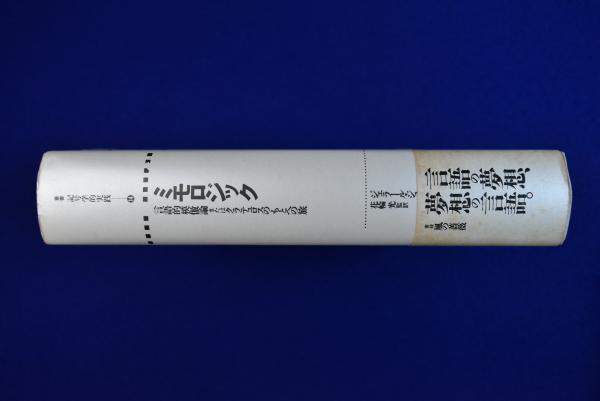 叢書 記号学的実践
ミモロジック
言語的模倣論またはクラテュロスのもとへの旅
ジェラール・ジュ
花輪 光 監訳
言語の夢想、
夢想の言語。
書肆 風の薔薇